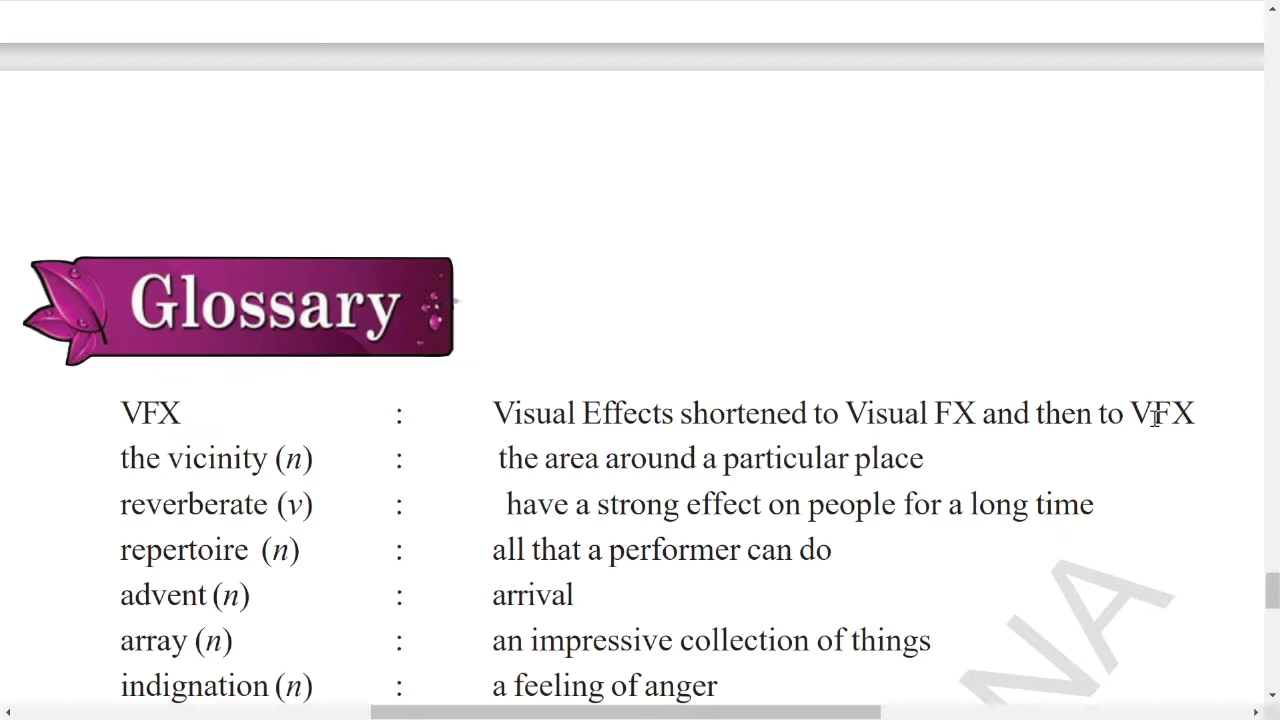 Glossary
VFX : Visual Effects shortened to Visual FX and then to VFX
the vicinity (n) : the area around a particular place
reverberate (v) : have a strong effect on people for a long time
repertoire (n) : all that a performer can do
advent (n) : arrival
array (n) : an impressive collection of things
indignation (n) : a feeling of anger
NA